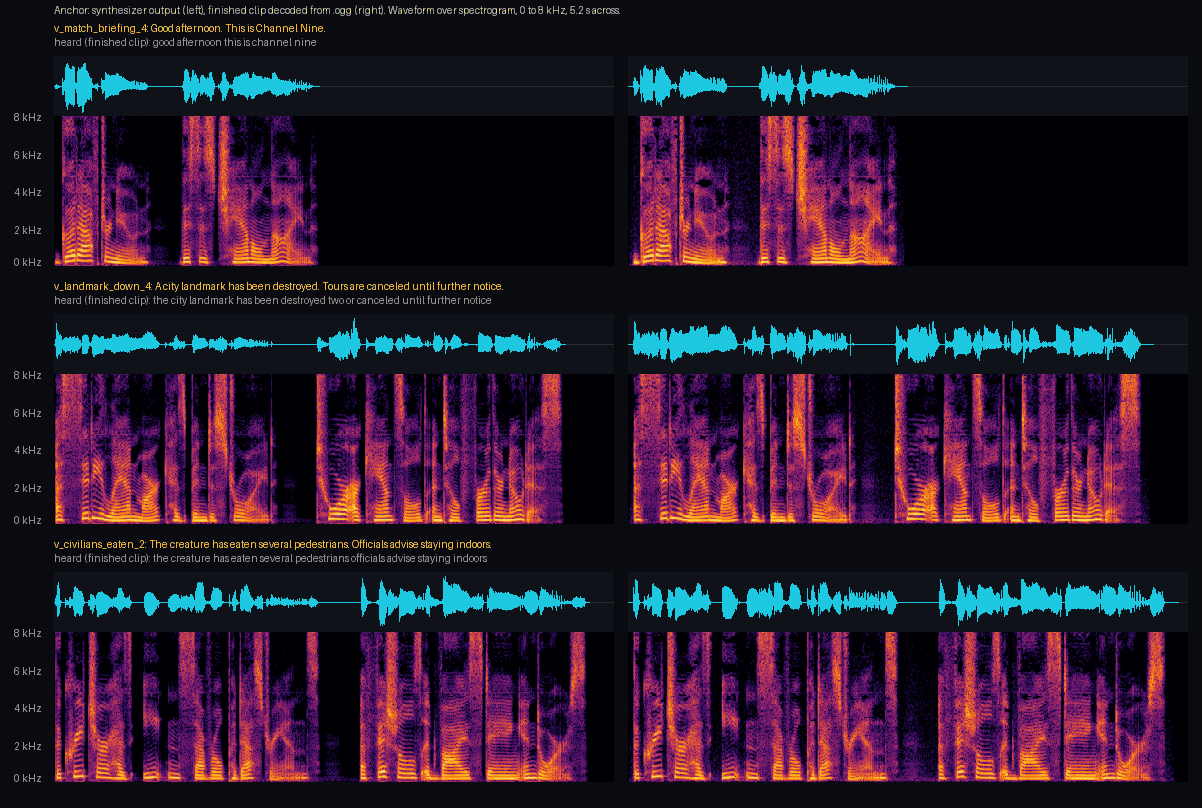 Anchor: synthesizer output (left), finished clip decoded from .ogg (right). Waveform over spectrogram, 0 to 8 kHz, 5.2 s across.
v_match_briefing_4: Good afternoon. This is Channel Nine.
heard (finished clip): good afternoon this is channel nine
8 kHz
6 kHz
4 kHz
2 kHz
0 kHz
v_landmark_down_4: A city landmark has been destroyed. Tours are canceled until further notice.
heard (finished clip): the city landmark has been destroyed two or canceled until further notice
8 kHz
6 kHz
4 kHz
2 kHz
0 kHz
v_civilians_eaten_2: The creature has eaten several pedestrians. Officials advise staying indoors.
heard (finished clip): the creature has eaten several pedestrians officials advise staying indoors
8 kHz
6 kHz
4 kHz
2 kHz
0 kHz